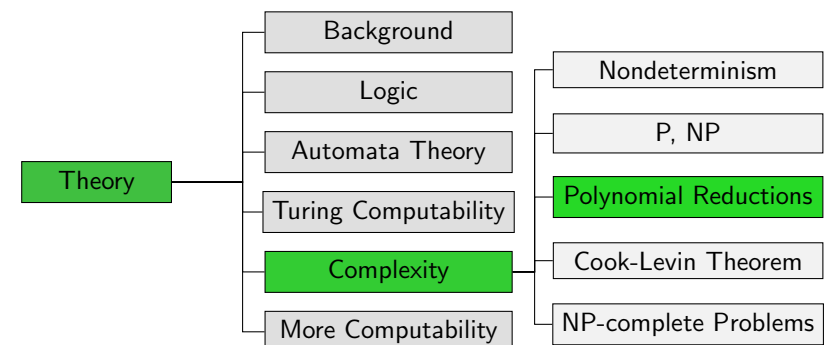 Theory
Background
Logic
Automata Theory
Turing Computability
Complexity
More Computability
Nondeterminism
P, NP
Polynomial Reductions
Cook-Levin Theorem
NP-complete Problems